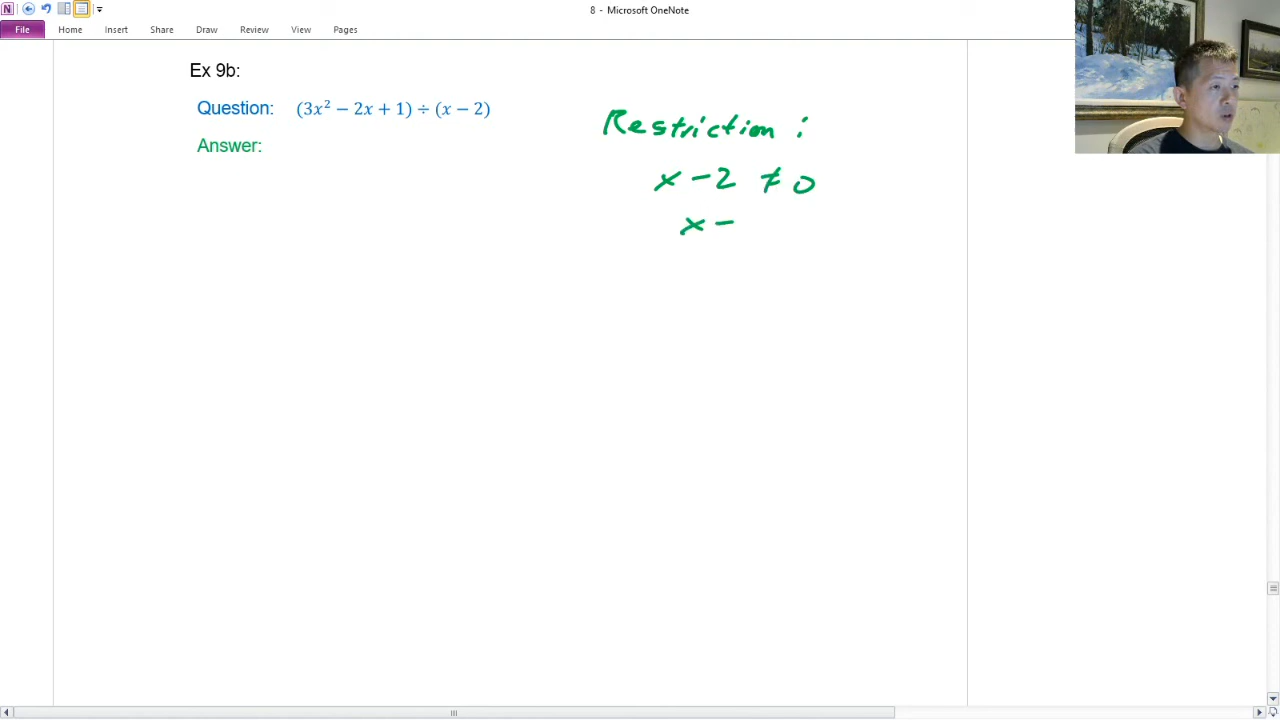 8 - Microsoft OneNote
File Home Insert Share Draw Review View Pages
Ex 9b:
Question: (3x² − 2x + 1) ÷ (x − 2)
Answer:
Restriction :
x − 2 ≠ 0
x −